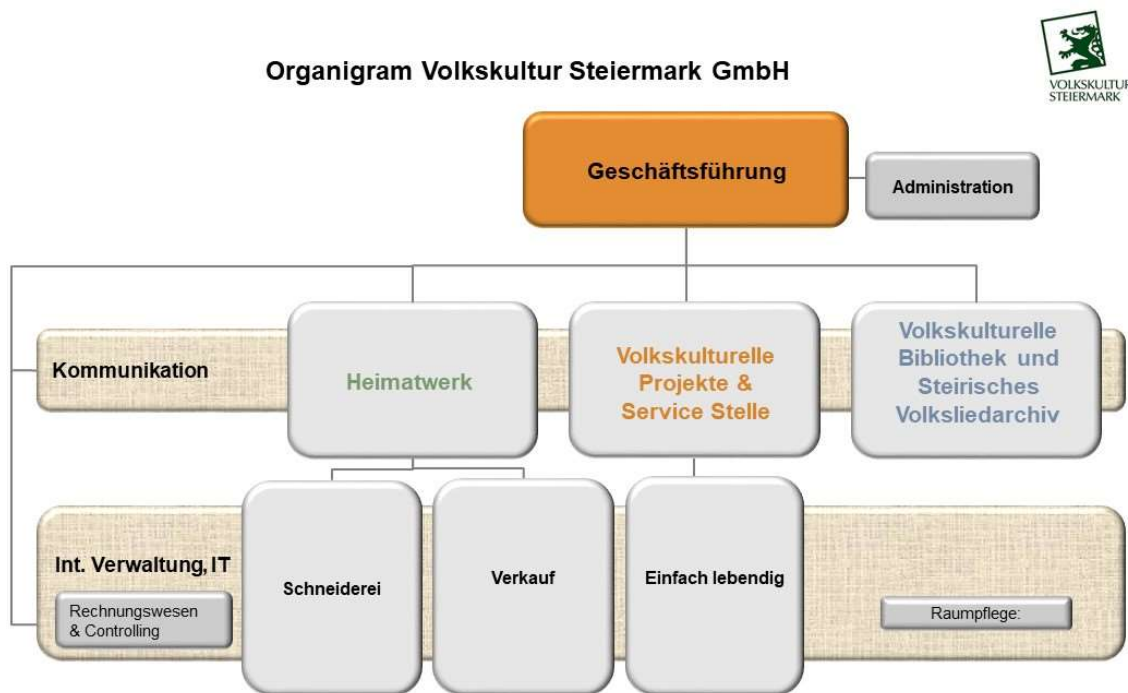 Organigram Volkskultur Steiermark GmbH
VOLKSKULTUR
STEIERMARK
Geschäftsführung
Administration
Kommunikation
Heimatwerk
Volkskulturelle
Projekte &
Service Stelle
Volkskulturelle
Bibliothek und
Steirisches
Volksliedarchiv
Int. Verwaltung, IT
Rechnungswesen
& Controlling
Schneiderei
Verkauf
Einfach lebendig
Raumpflege: